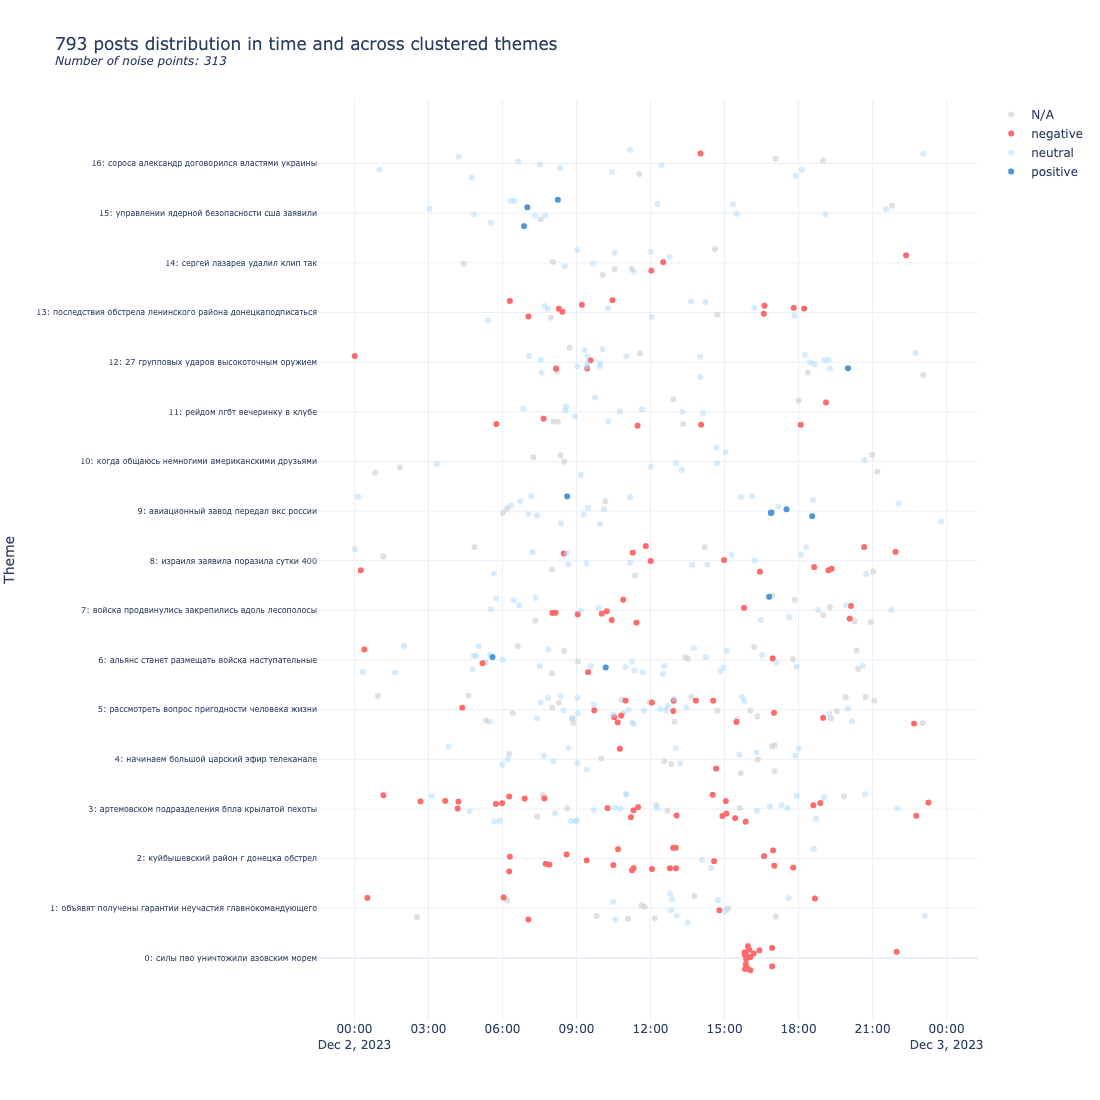 793 posts distribution in time and across clustered themes
Number of noise points: 313
N/A
negative
neutral
positive
Theme
16: сороса александр договорился властями украины
15: управлении ядерной безопасности сша заявили
14: сергей лазарев удалил клип так
13: последствия обстрела ленинского района донецкаподписаться
12: 27 групповых ударов высокоточным оружием
11: рейдом лгбт вечеринку в клубе
10: когда общаюсь немногими американскими друзьями
9: авиационный завод передал вкс россии
8: израиля заявила поразила сутки 400
7: войска продвинулись закрепились вдоль лесополосы
6: альянс станет размещать войска наступательные
5: рассмотреть вопрос пригодности человека жизни
4: начинаем большой царский эфир телеканале
3: артемовском подразделения бпла крылатой пехоты
2: куйбышевский район г донецка обстрел
1: объявят получены гарантии неучастия главнокомандующего
0: силы пво уничтожили азовским морем
00:00 03:00 06:00 09:00 12:00 15:00 18:00 21:00 00:00
Dec 2, 2023 Dec 3, 2023